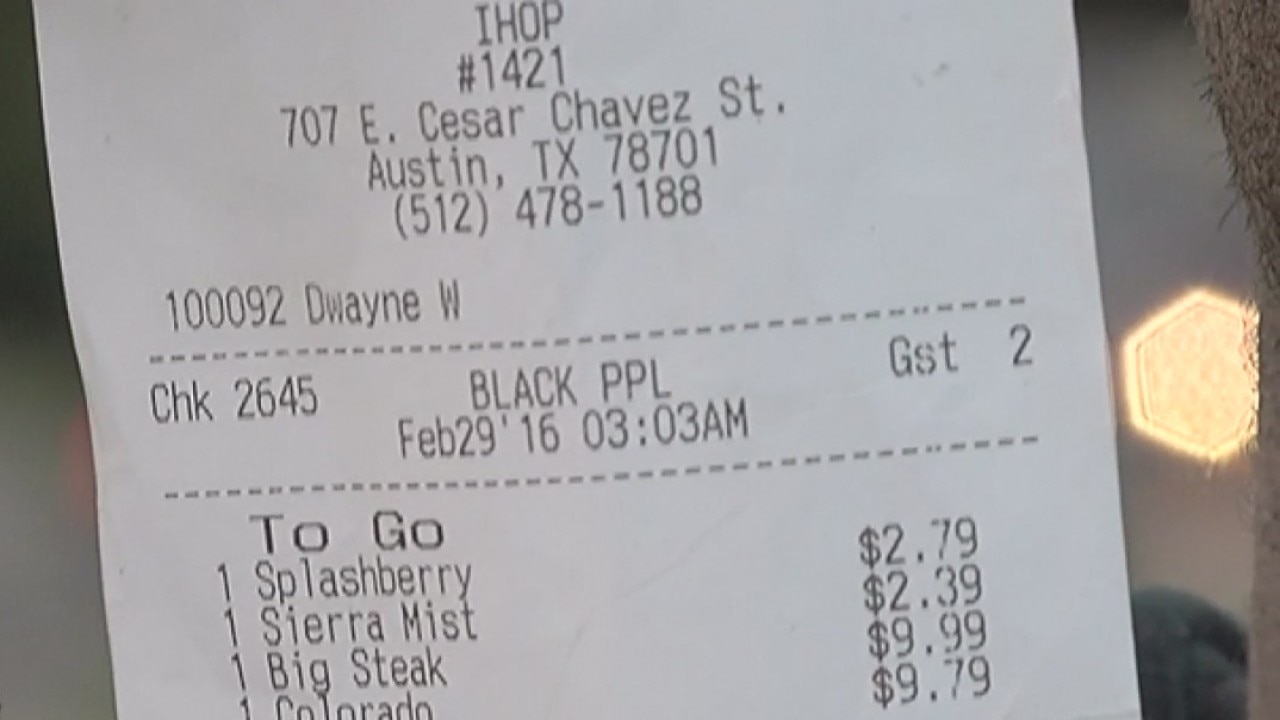 IHOP
#1421
707 E. Cesar Chavez St.
Austin, TX 78701
(512) 478-1188
100092 Dwayne W
Chk 2645 BLACK PPL Gst 2
Feb29'16 03:03AM
To Go
1 Splashberry $2.79
1 Sierra Mist $2.39
1 Big Steak $9.99
1 Colorado $9.79